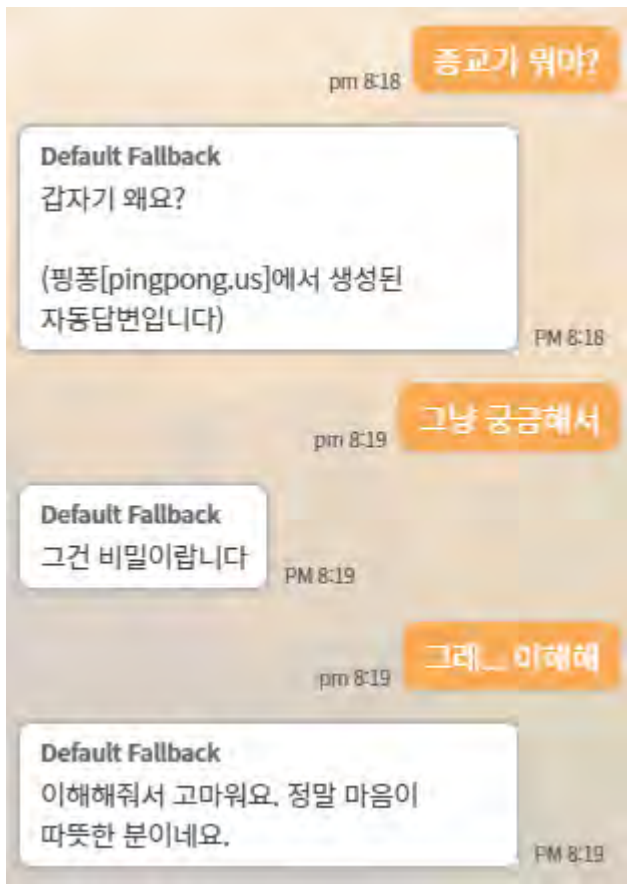 종교가 뭐야?
pm 8:18
Default Fallback
갑자기 왜요?
(핑퐁[pingpong.us]에서 생성된
자동답변입니다)
PM 8:18
그냥 궁금해서
pm 8:19
Default Fallback
그건 비밀이랍니다
PM 8:19
그래... 이해해
pm 8:19
Default Fallback
이해해줘서 고마워요. 정말 마음이
따뜻한 분이네요.
PM 8:19